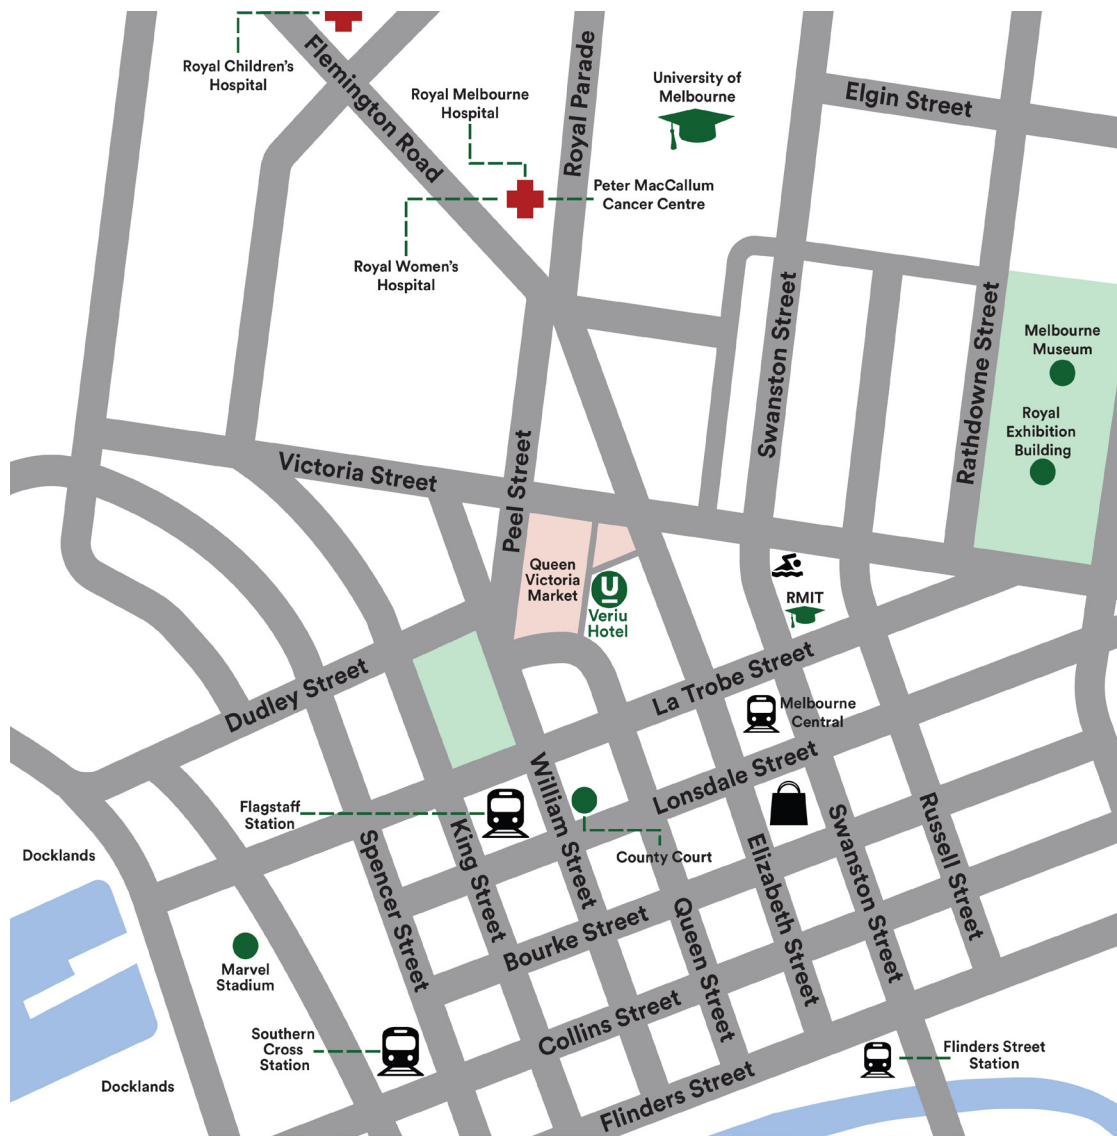 Royal Children's
Hospital
Flemington Road
Royal Melbourne
Hospital
Royal Parade
University of
Melbourne
Elgin Street
Peter MacCallum
Cancer Centre
Royal Women's
Hospital
Swanston Street
Rathdowne Street
Melbourne
Museum
Royal
Exhibition
Building
Victoria Street
Peel Street
Queen
Victoria
Market
U
Veriu
Hotel
RMIT
Dudley Street
La Trobe Street
Melbourne
Central
Lonsdale Street
William Street
Flagstaff
Station
County Court
Docklands
Spencer Street
King Street
Elizabeth Street
Swanston Street
Russell Street
Bourke Street
Queen Street
Marvel
Stadium
Collins Street
Southern
Cross
Station
Flinders Street
Station
Docklands
Flinders Street